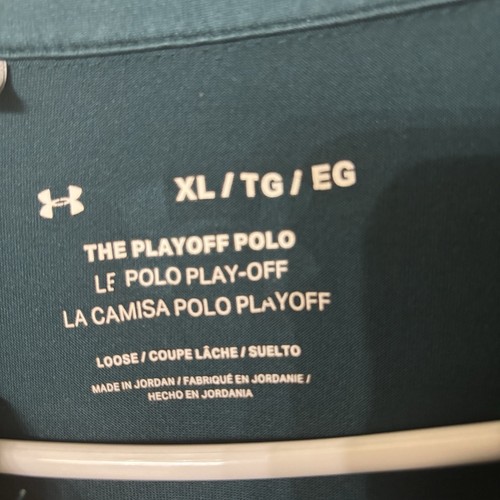 XL / TG / EG
THE PLAYOFF POLO
LE POLO PLAY-OFF
LA CAMISA POLO PLAYOFF
LOOSE / COUPE LÂCHE / SUELTO
MADE IN JORDAN / FABRIQUÉ EN JORDANIE /
HECHO EN JORDANIA